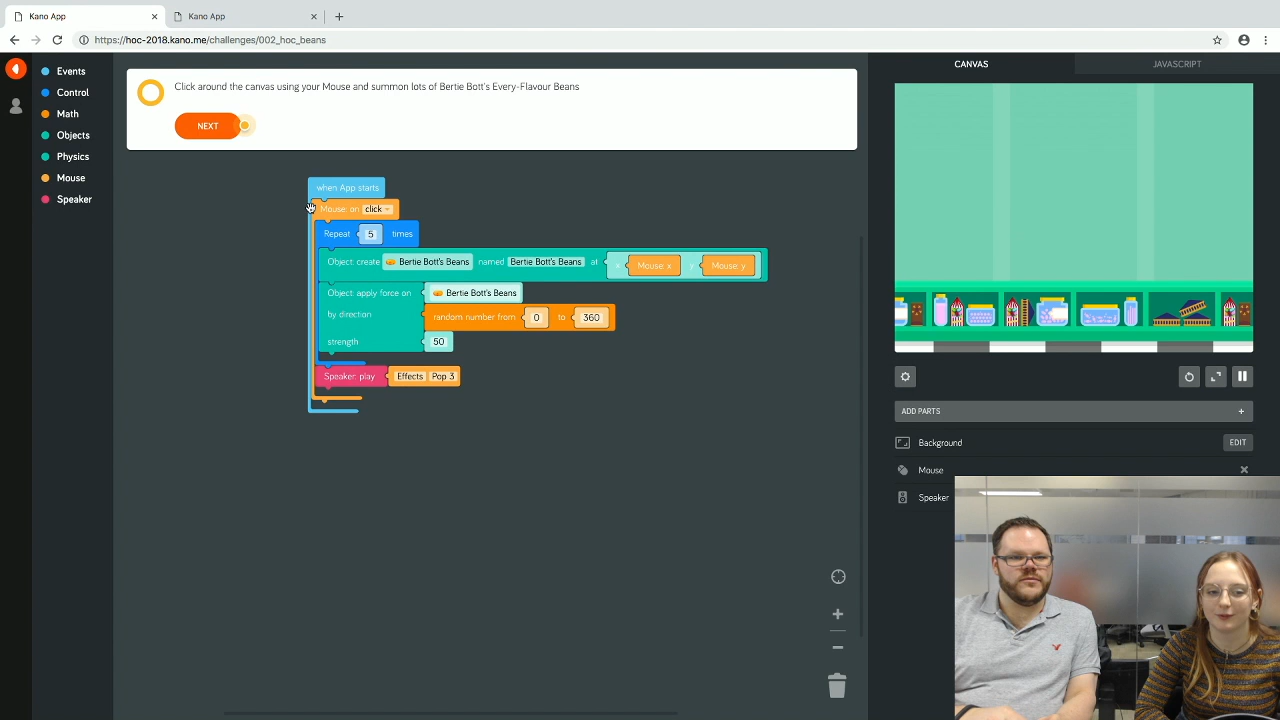 Kano App
Kano App
https://hoc-2018.kano.me/challenges/002_hoc_beans
Events
Control
Math
Objects
Physics
Mouse
Speaker
Click around the canvas using your Mouse and summon lots of Bertie Bott's Every-Flavour Beans
NEXT
when App starts
Mouse: on click
Repeat 5 times
Object: create Bertie Bott's Beans named Bertie Bott's Beans at x Mouse: x y Mouse: y
Object: apply force on Bertie Bott's Beans
by direction random number from 0 to 360
strength 50
Speaker: play Effects Pop 3
CANVAS JAVASCRIPT
ADD PARTS +
Background EDIT
Mouse
Speaker